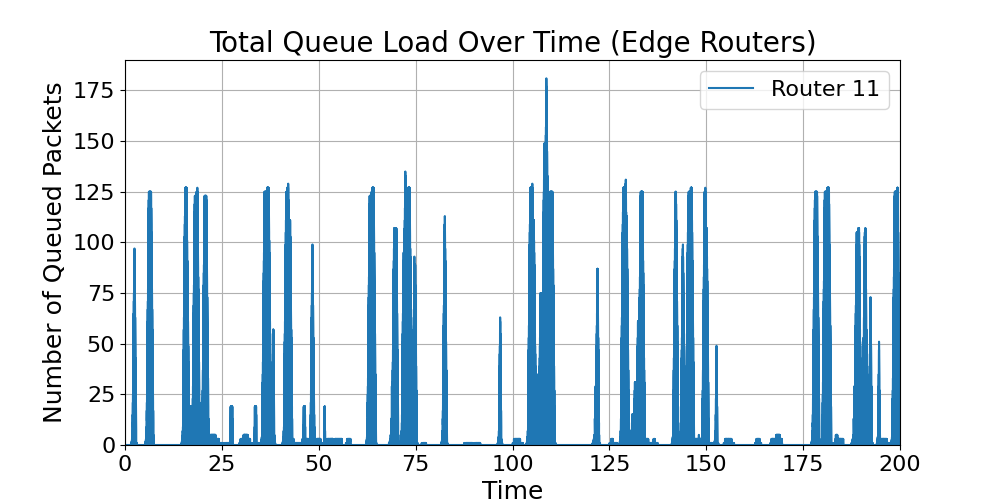 Total Queue Load Over Time (Edge Routers)
Number of Queued Packets
175
150
125
100
75
50
25
0
Router 11
0 25 50 75 100 125 150 175 200
Time